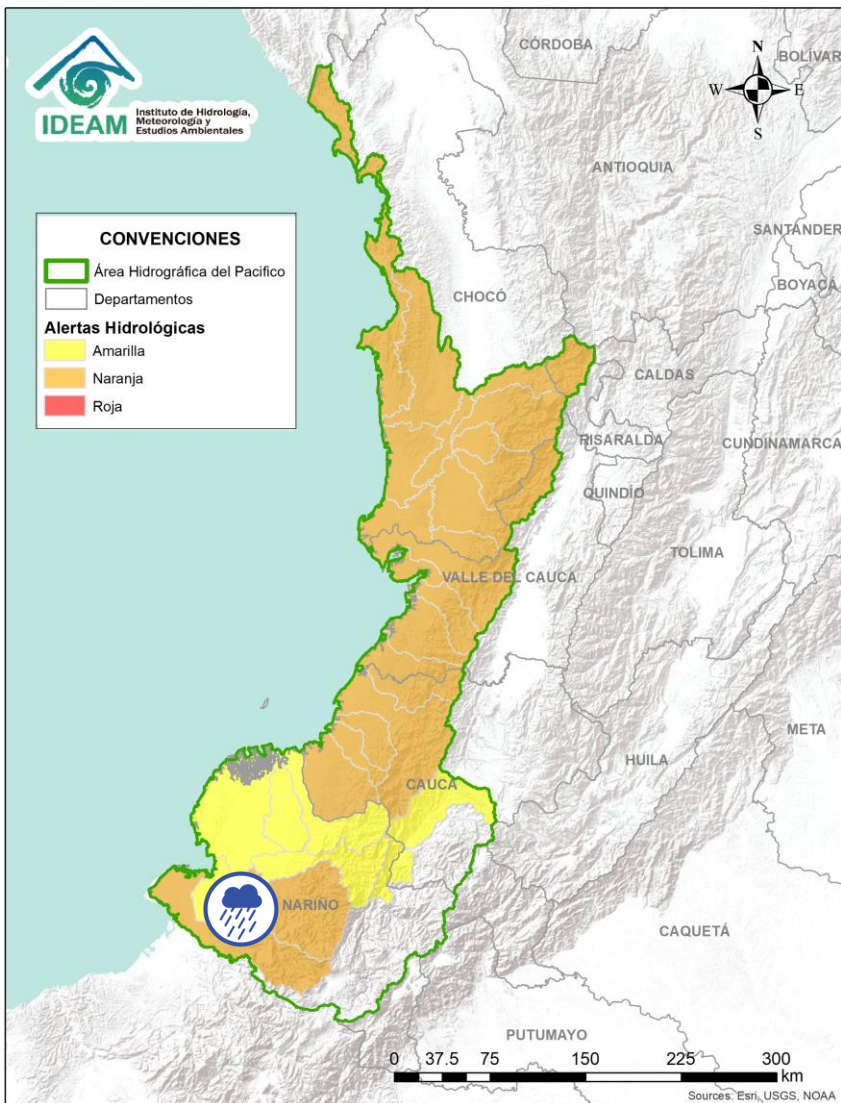 IDEAM
Instituto de Hidrología,
Meteorología y
Estudios Ambientales
CÓRDOBA
BOLÍVAR
N
W
E
S
ANTIOQUIA
SANTANDER
BOYACÁ
CONVENCIONES
Área Hidrográfica del Pacifico
Departamentos
Alertas Hidrológicas
Amarilla
Naranja
Roja
CHOCÓ
CALDAS
RISARALDA
CUNDINAMARCA
QUINDÍO
TOLIMA
VALLE DEL CAUCA
META
HUILA
CAUCA
NARIÑO
CAQUETÁ
PUTUMAYO
0 37.5 75 150 225 300
km
Sources: Esri, USGS, NOAA